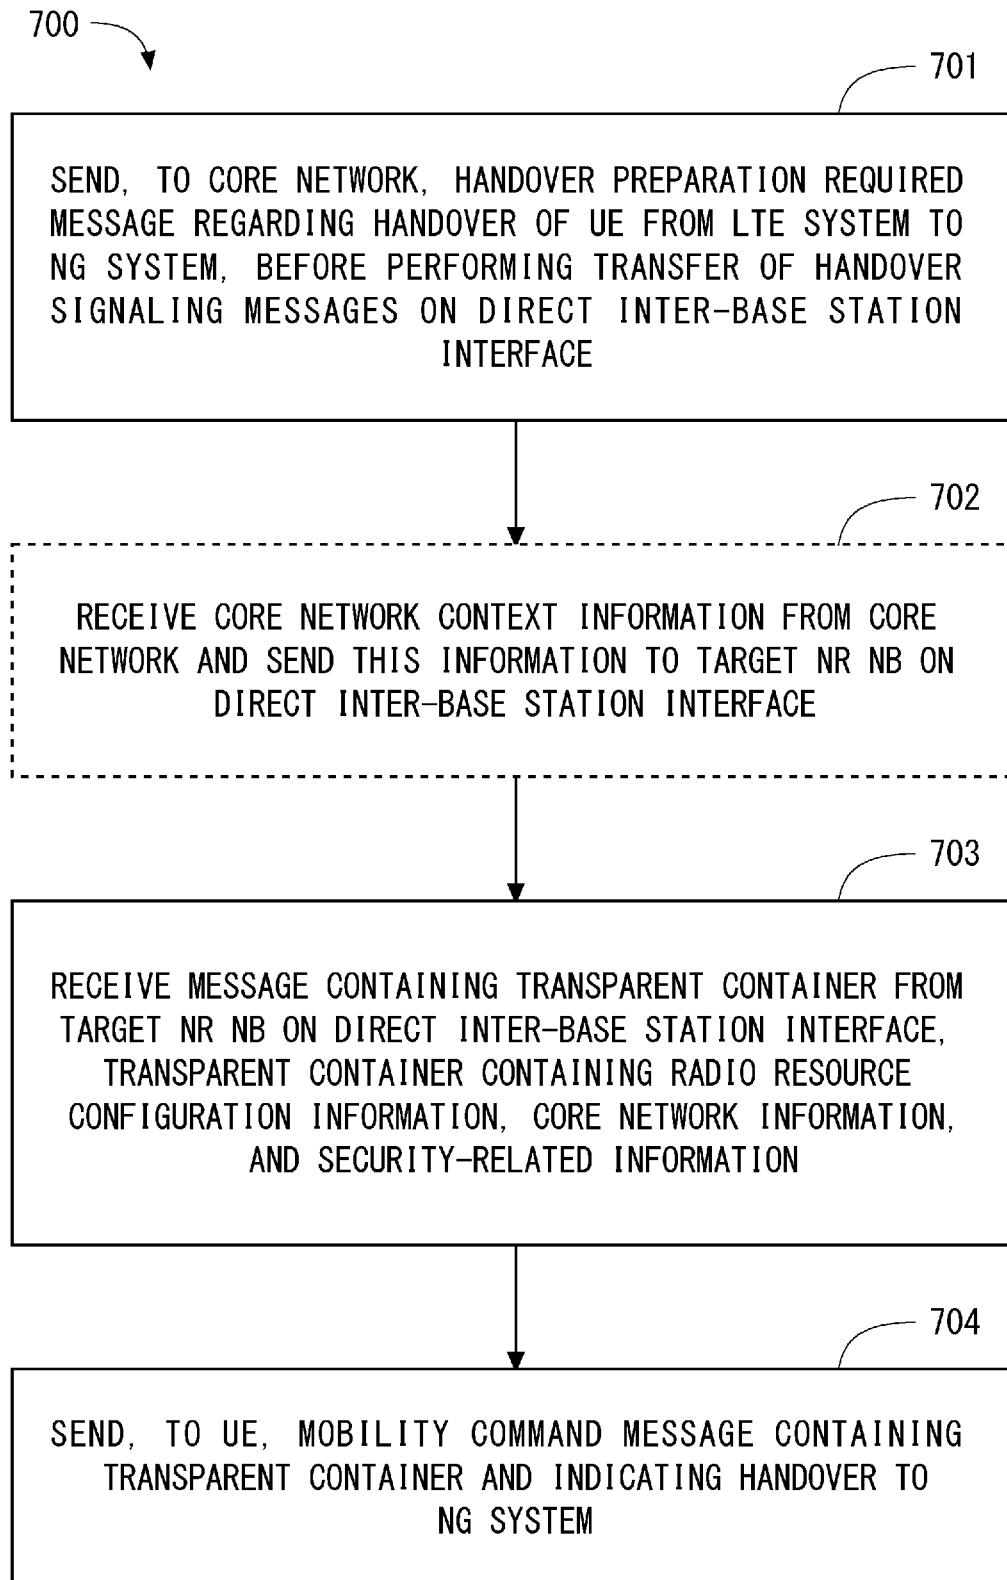 700
701
SEND, TO CORE NETWORK, HANDOVER PREPARATION REQUIRED
MESSAGE REGARDING HANDOVER OF UE FROM LTE SYSTEM TO
NG SYSTEM, BEFORE PERFORMING TRANSFER OF HANDOVER
SIGNALING MESSAGES ON DIRECT INTER-BASE STATION
INTERFACE
702
RECEIVE CORE NETWORK CONTEXT INFORMATION FROM CORE
NETWORK AND SEND THIS INFORMATION TO TARGET NR NB ON
DIRECT INTER-BASE STATION INTERFACE
703
RECEIVE MESSAGE CONTAINING TRANSPARENT CONTAINER FROM
TARGET NR NB ON DIRECT INTER-BASE STATION INTERFACE,
TRANSPARENT CONTAINER CONTAINING RADIO RESOURCE
CONFIGURATION INFORMATION, CORE NETWORK INFORMATION,
AND SECURITY-RELATED INFORMATION
704
SEND, TO UE, MOBILITY COMMAND MESSAGE CONTAINING
TRANSPARENT CONTAINER AND INDICATING HANDOVER TO
NG SYSTEM